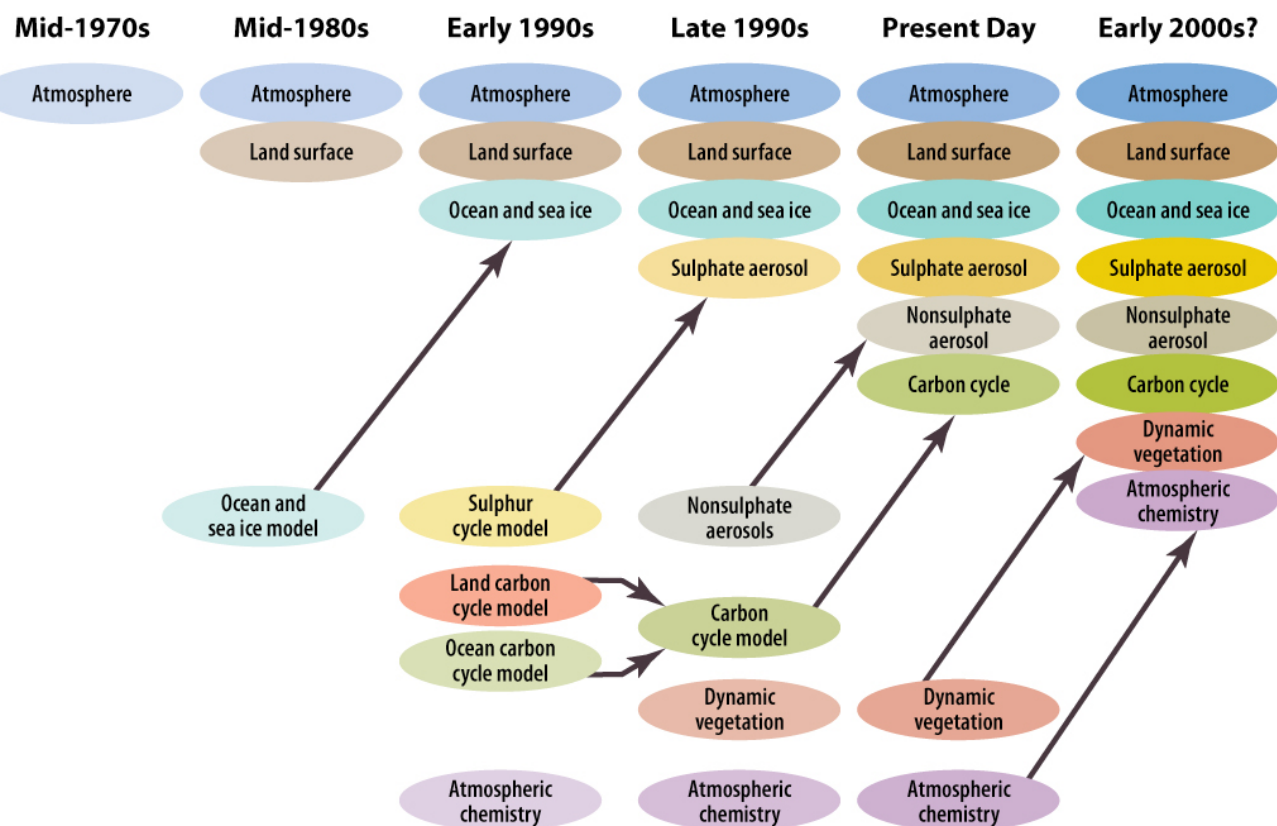 Mid-1970s
Mid-1980s
Early 1990s
Late 1990s
Present Day
Early 2000s?
Atmosphere
Atmosphere
Atmosphere
Atmosphere
Atmosphere
Atmosphere
Land surface
Land surface
Land surface
Land surface
Land surface
Ocean and sea ice
Ocean and sea ice
Ocean and sea ice
Ocean and sea ice
Sulphate aerosol
Sulphate aerosol
Sulphate aerosol
Nonsulphate
aerosol
Nonsulphate
aerosol
Carbon cycle
Carbon cycle
Dynamic
vegetation
Atmospheric
chemistry
Ocean and
sea ice model
Sulphur
cycle model
Nonsulphate
aerosols
Land carbon
cycle model
Carbon
cycle model
Ocean carbon
cycle model
Dynamic
vegetation
Dynamic
vegetation
Atmospheric
chemistry
Atmospheric
chemistry
Atmospheric
chemistry